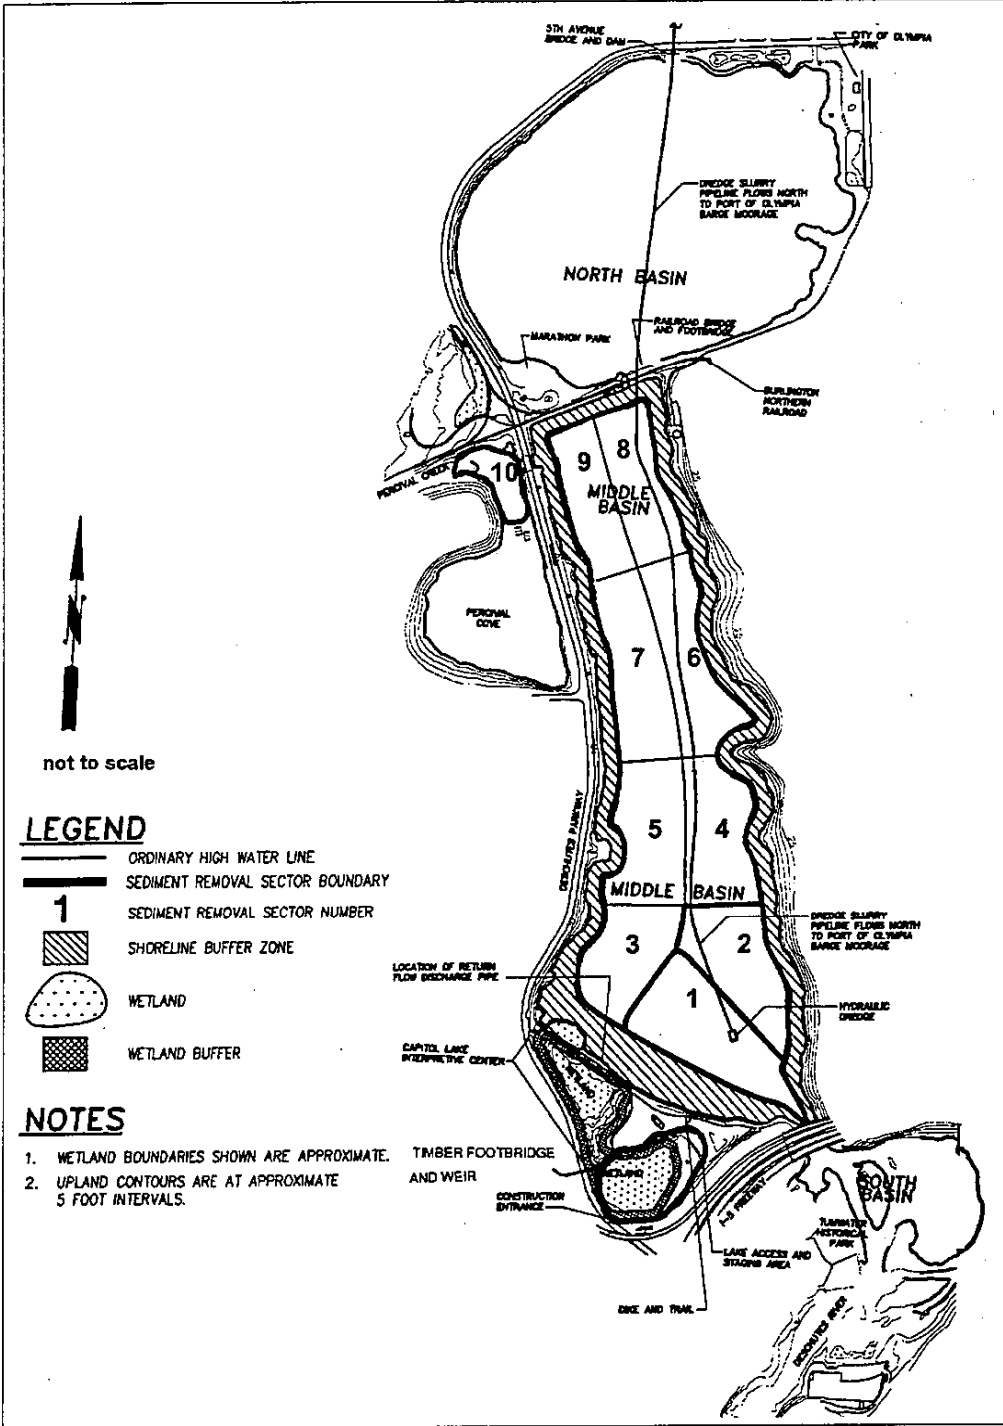 5TH AVENUE
BRIDGE AND DAM
CITY OF OLYMPIA
PARK
DREDGE SLURRY
PIPELINE FLOWS NORTH
TO PORT OF OLYMPIA
BARGE MOORAGE
NORTH BASIN
RAILROAD BRIDGE
AND FOOTBRIDGE
MARATHON PARK
BURLINGTON
NORTHERN
RAILROAD
9
8
10
MIDDLE
BASIN
PERCIVAL CREEK
N
PERCIVAL
COVE
7
6
not to scale
DESCHUTES PARKWAY
5
4
MIDDLE BASIN
LEGEND
ORDINARY HIGH WATER LINE
SEDIMENT REMOVAL SECTOR BOUNDARY
1
SEDIMENT REMOVAL SECTOR NUMBER
SHORELINE BUFFER ZONE
WETLAND
WETLAND BUFFER
DREDGE SLURRY
PIPELINE FLOWS NORTH
TO PORT OF OLYMPIA
BARGE MOORAGE
3
2
LOCATION OF RETURN
FLOW DISCHARGE PIPE
1
HYDRAULIC
DREDGE
CAPITOL LAKE
INTERPRETIVE CENTER
WETLAND
NOTES
1. WETLAND BOUNDARIES SHOWN ARE APPROXIMATE.
2. UPLAND CONTOURS ARE AT APPROXIMATE
5 FOOT INTERVALS.
TIMBER FOOTBRIDGE
AND WEIR
WETLAND
CONSTRUCTION
ENTRANCE
I-5 FREEWAY
SOUTH
BASIN
TUMWATER
HISTORICAL
PARK
LAKE ACCESS AND
STAGING AREA
DIKE AND TRAIL
DESCHUTES RIVER